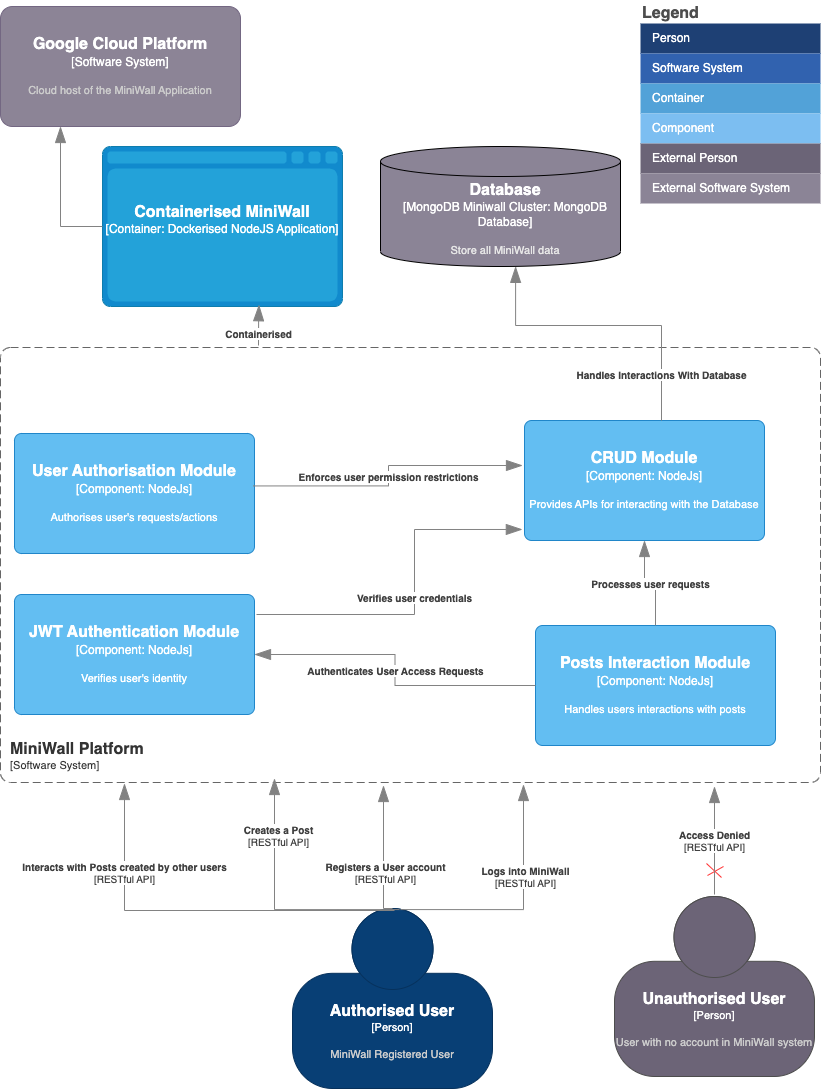 Legend
Person
Software System
Container
Component
External Person
External Software System
Google Cloud Platform
[Software System]
Cloud host of the MiniWall Application
Containerised MiniWall
[Container: Dockerised NodeJS Application]
Database
[MongoDB Miniwall Cluster: MongoDB
Database]
Store all MiniWall data
Containerised
Handles Interactions With Database
User Authorisation Module
[Component: NodeJs]
Authorises user's requests/actions
Enforces user permission restrictions
CRUD Module
[Component: NodeJs]
Provides APIs for interacting with the Database
Verifies user credentials
Processes user requests
JWT Authentication Module
[Component: NodeJs]
Verifies user's identity
Authenticates User Access Requests
Posts Interaction Module
[Component: NodeJs]
Handles users interactions with posts
MiniWall Platform
[Software System]
Interacts with Posts created by other users
[RESTful API]
Creates a Post
[RESTful API]
Registers a User account
[RESTful API]
Logs into MiniWall
[RESTful API]
Access Denied
[RESTful API]
Authorised User
[Person]
MiniWall Registered User
Unauthorised User
[Person]
User with no account in MiniWall system